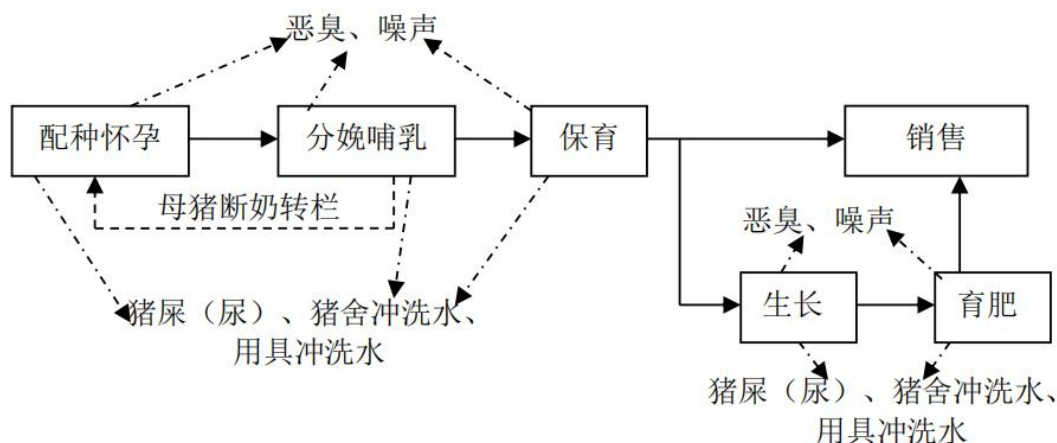 恶臭、噪声
配种怀孕
分娩哺乳
保育
销售
母猪断奶转栏
恶臭、噪声
猪屎（尿）、猪舍冲洗水、
用具冲洗水
生长
育肥
猪屎（尿）、猪舍冲洗水、
用具冲洗水